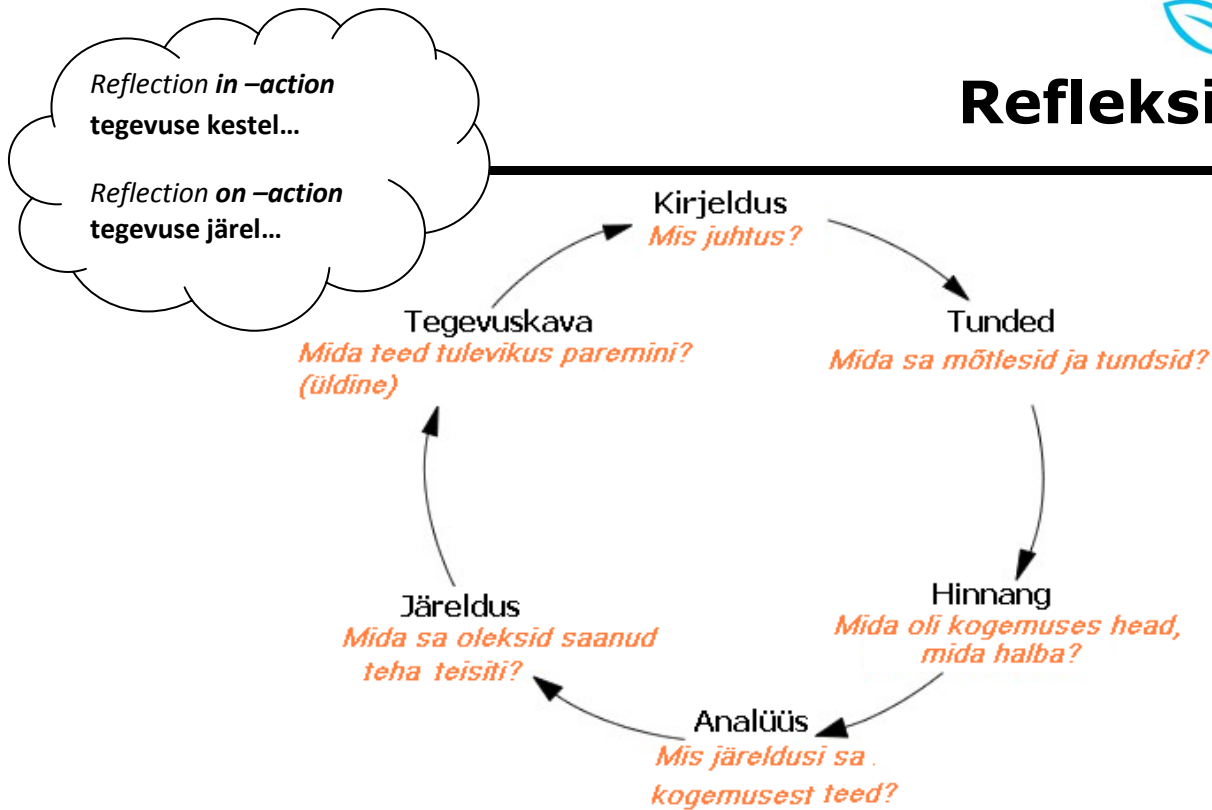 Reflection in –action
tegevuse kestel...
Reflection on –action
tegevuse järel...
Refleksi
Kirjeldus
Mis juhtus?
Tunded
Mida sa mõtlesid ja tundsid?
Hinnang
Mida oli kogemuses head,
mida halba?
Analüüs
Mis järeldusi sa .
kogemusest teed?
Järeldus
Mida sa oleksid saanud
teha teisiti?
Tegevuskava
Mida teed tulevikus paremini?
(üldine)